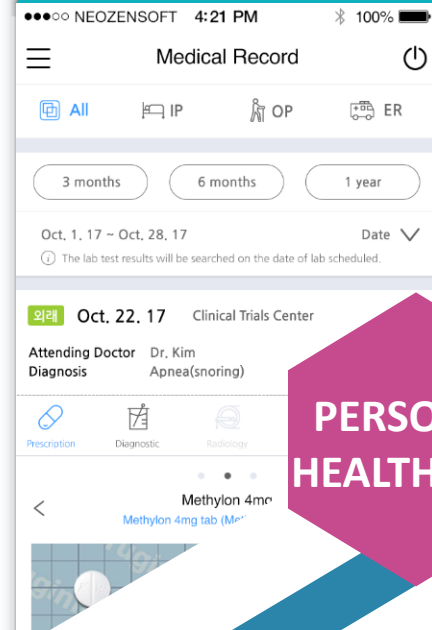 NEOZENSOFT 4:21 PM 100%
Medical Record
All IP OP ER
3 months 6 months 1 year
Oct. 1. 17 ~ Oct. 28. 17 Date
The lab test results will be searched on the date of lab scheduled.
외래 Oct. 22. 17 Clinical Trials Center
Attending Doctor Dr. Kim
Diagnosis Apnea(snoring)
Prescription Diagnostic Radiology
PERSO
HEALTH
Methylon 4mg
Methylon 4mg tab (Met